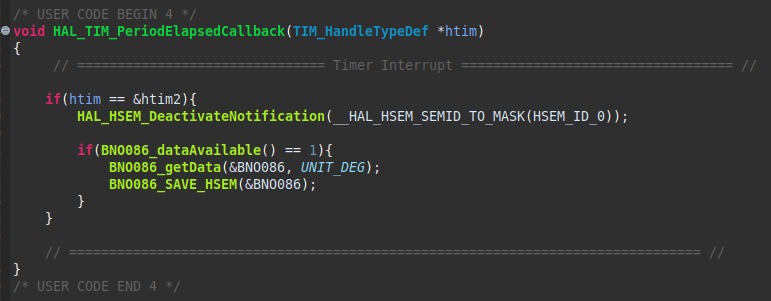 /* USER CODE BEGIN 4 */
void HAL_TIM_PeriodElapsedCallback(TIM_HandleTypeDef *htim)
{
// =============================== Timer Interrupt ================================== //
if(htim == &htim2){
HAL_HSEM_DeactivateNotification(__HAL_HSEM_SEMID_TO_MASK(HSEM_ID_0));
if(BNO086_dataAvailable() == 1){
BNO086_getData(&BNO086, UNIT_DEG);
BNO086_SAVE_HSEM(&BNO086);
}
}
// =============================================================================== //
}
/* USER CODE END 4 */